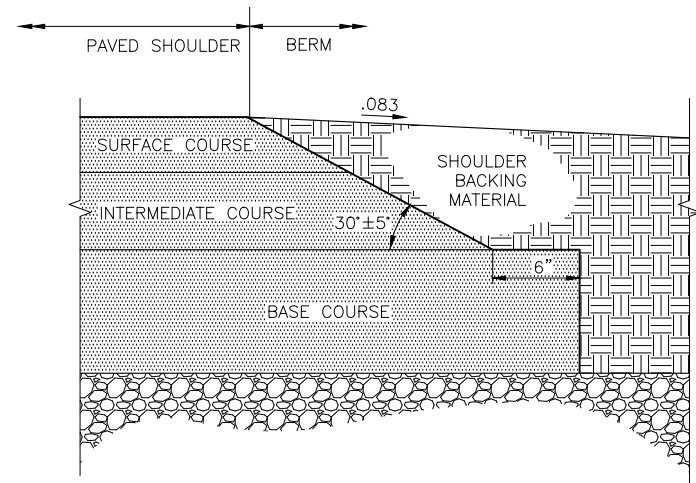 PAVED SHOULDER
BERM
.083
SURFACE COURSE
SHOULDER
BACKING
MATERIAL
INTERMEDIATE COURSE
30°±5°
6"
BASE COURSE